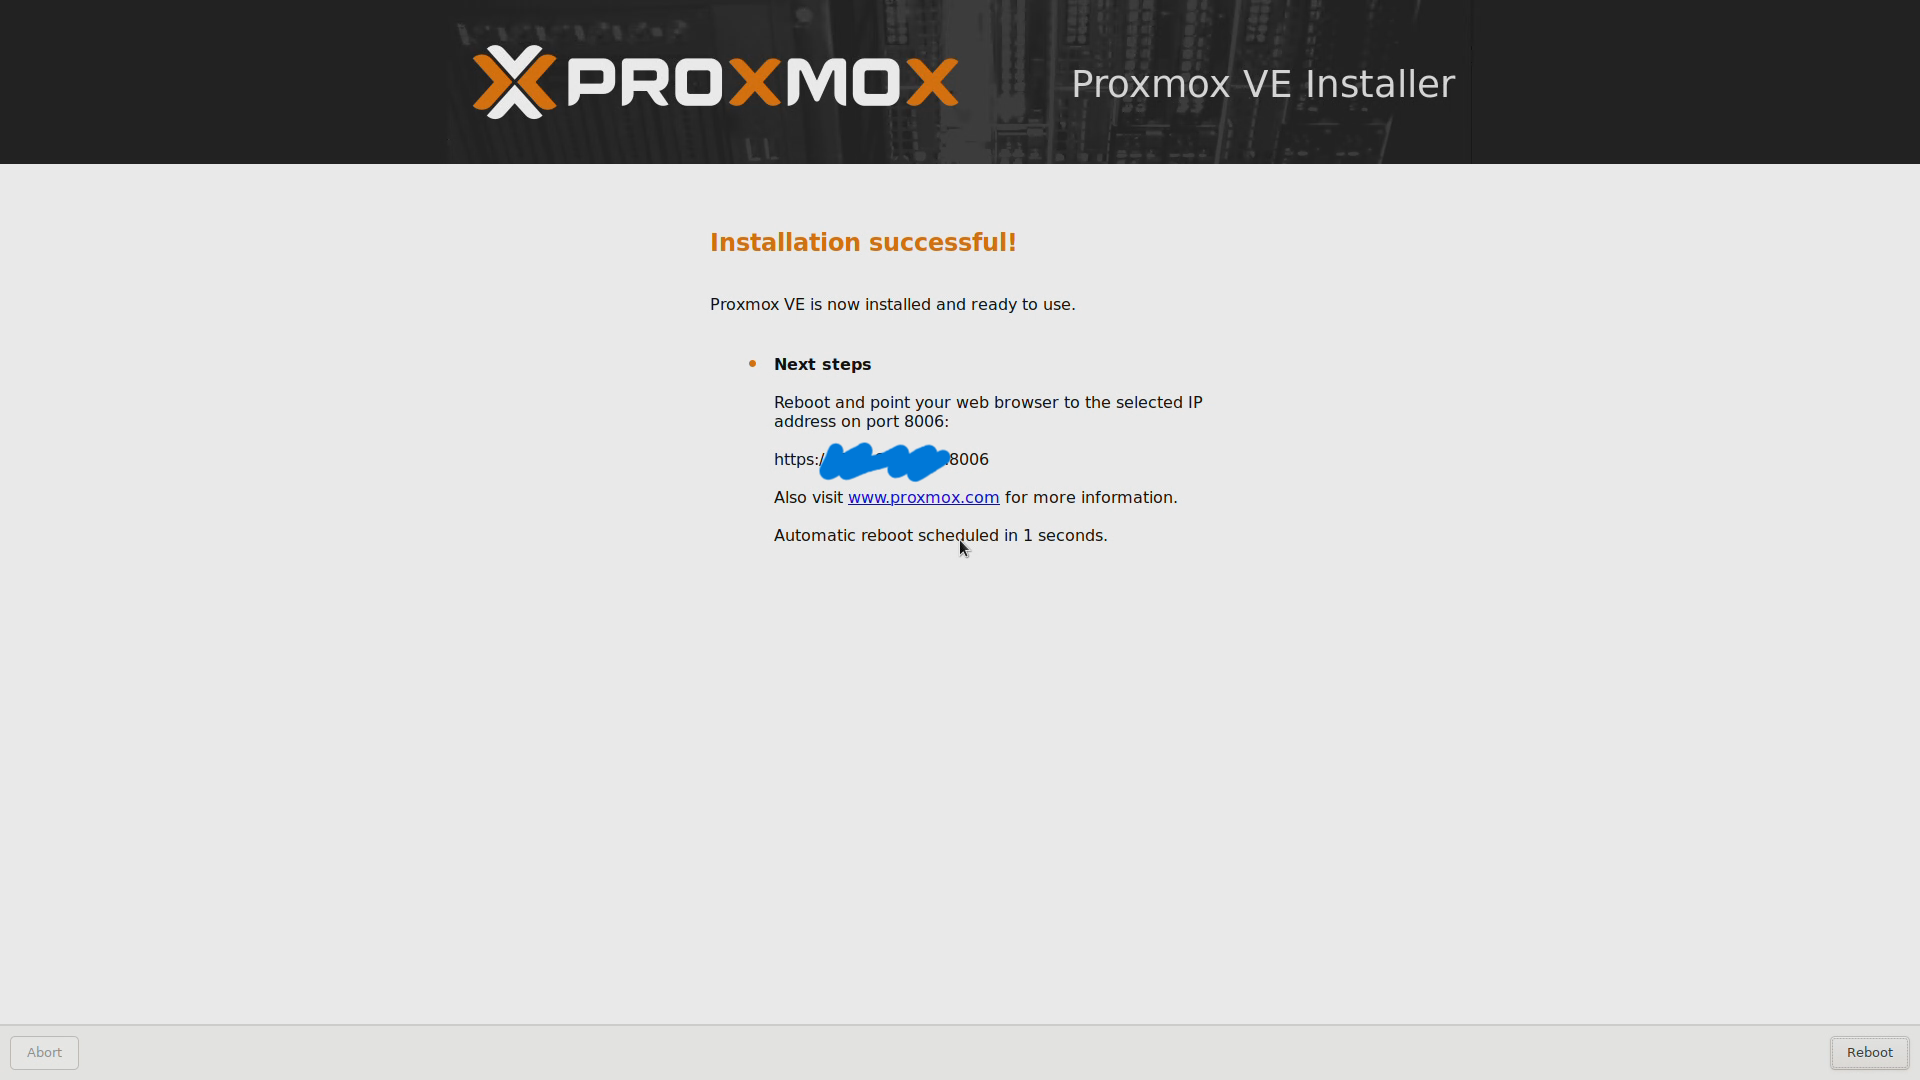 PROXMOX
Proxmox VE Installer
Installation successful!
Proxmox VE is now installed and ready to use.
Next steps
Reboot and point your web browser to the selected IP
address on port 8006:
https:/ 8006
Also visit www.proxmox.com for more information.
Automatic reboot scheduled in 1 seconds.
Abort
Reboot